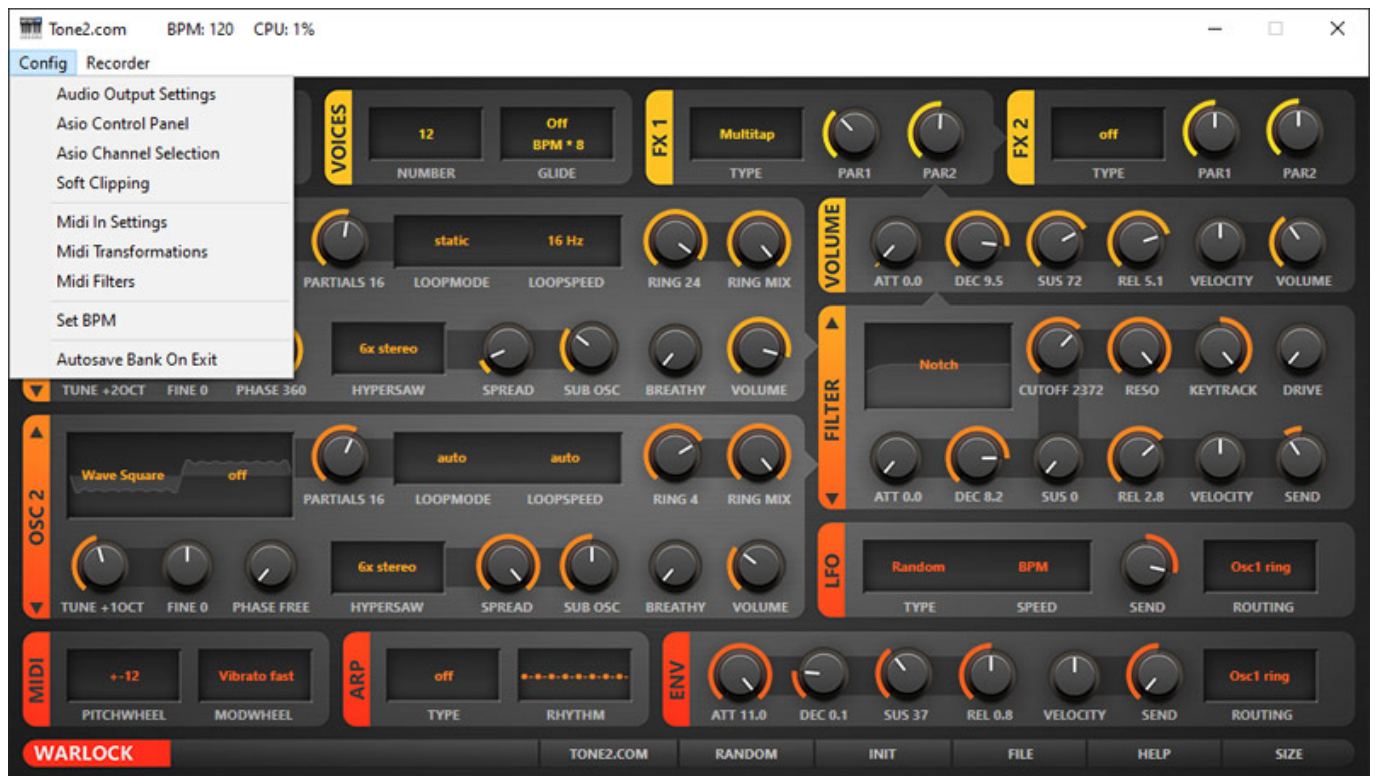 Tone2.com BPM: 120 CPU: 1%
Config Recorder
Audio Output Settings
Asio Control Panel
Asio Channel Selection
Soft Clipping
Midi In Settings
Midi Transformations
Midi Filters
Set BPM
Autosave Bank On Exit
VOICES
12
Off
BPM * 8
NUMBER GLIDE
FX 1
Multitap
TYPE PAR1 PAR2
FX 2
off
TYPE PAR1 PAR2
static 16 Hz
PARTIALS 16 LOOPMODE LOOPSPEED RING 24 RING MIX
6x stereo
TUNE +2OCT FINE 0 PHASE 360 HYPERSAW SPREAD SUB OSC BREATHY VOLUME
VOLUME
ATT 0.0 DEC 9.5 SUS 72 REL 5.1 VELOCITY VOLUME
FILTER
Notch
CUTOFF 2372 RESO KEYTRACK DRIVE
ATT 0.0 DEC 8.2 SUS 0 REL 2.8 VELOCITY SEND
OSC 2
Wave Square off auto auto
PARTIALS 16 LOOPMODE LOOPSPEED RING 4 RING MIX
6x stereo
TUNE +1OCT FINE 0 PHASE FREE HYPERSAW SPREAD SUB OSC BREATHY VOLUME
LFO
Random BPM Osc1 ring
TYPE SPEED SEND ROUTING
MIDI
+-12 Vibrato fast
PITCHWHEEL MODWHEEL
ARP
off
TYPE RHYTHM
ENV
Osc1 ring
ATT 11.0 DEC 0.1 SUS 37 REL 0.8 VELOCITY SEND ROUTING
WARLOCK TONE2.COM RANDOM INIT FILE HELP SIZE